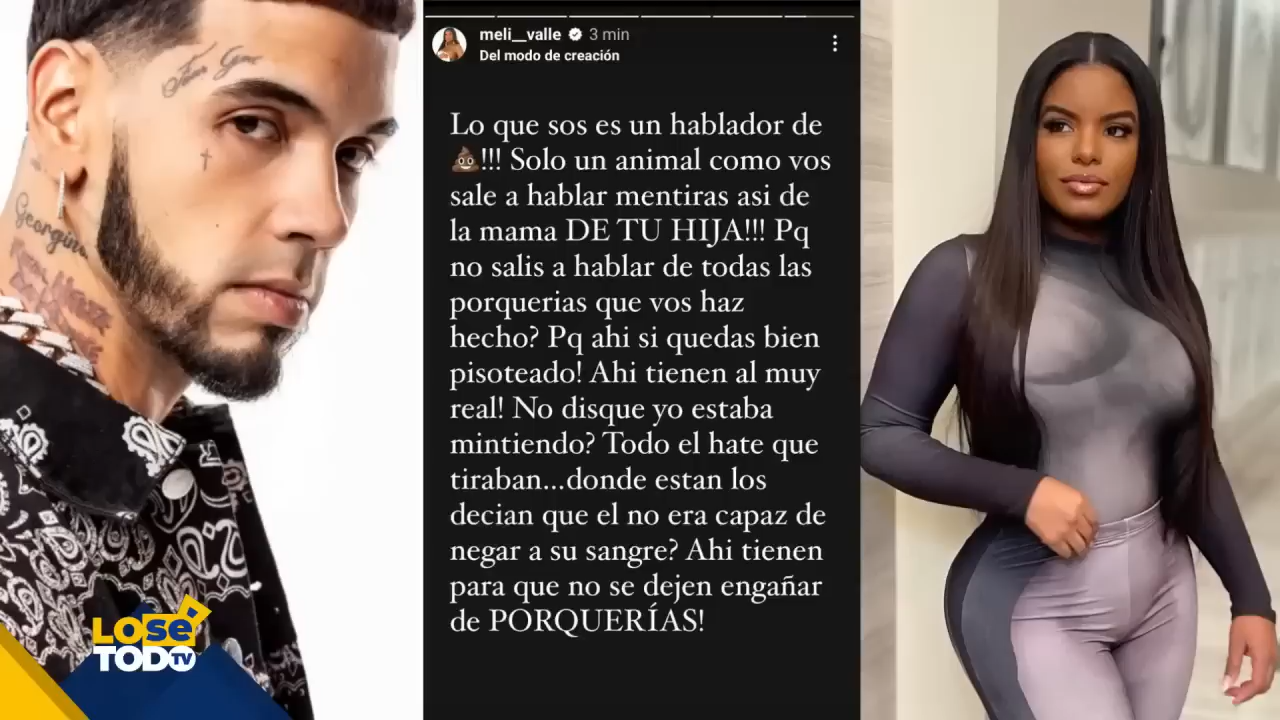 meli__valle 3 min
Del modo de creación
Lo que sos es un hablador de
💩!!! Solo un animal como vos
sale a hablar mentiras asi de
la mama DE TU HIJA!!! Pq
no salis a hablar de todas las
porquerias que vos haz
hecho? Pq ahi si quedas bien
pisoteado! Ahi tienen al muy
real! No disque yo estaba
mintiendo? Todo el hate que
tiraban...donde estan los
decian que el no era capaz de
negar a su sangre? Ahi tienen
para que no se dejen engañar
de PORQUERÍAS!
Georgina
LO sé
TODO TV